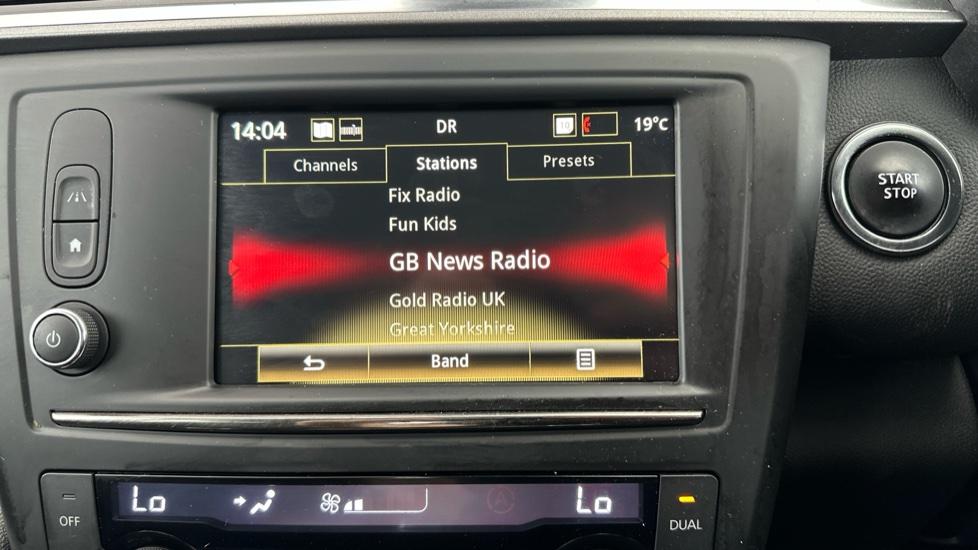 14:04 DR 19°C
Channels Stations Presets
Fix Radio
Fun Kids
GB News Radio
Gold Radio UK
Great Yorkshire
Band
START
STOP
Lo Lo
OFF
DUAL